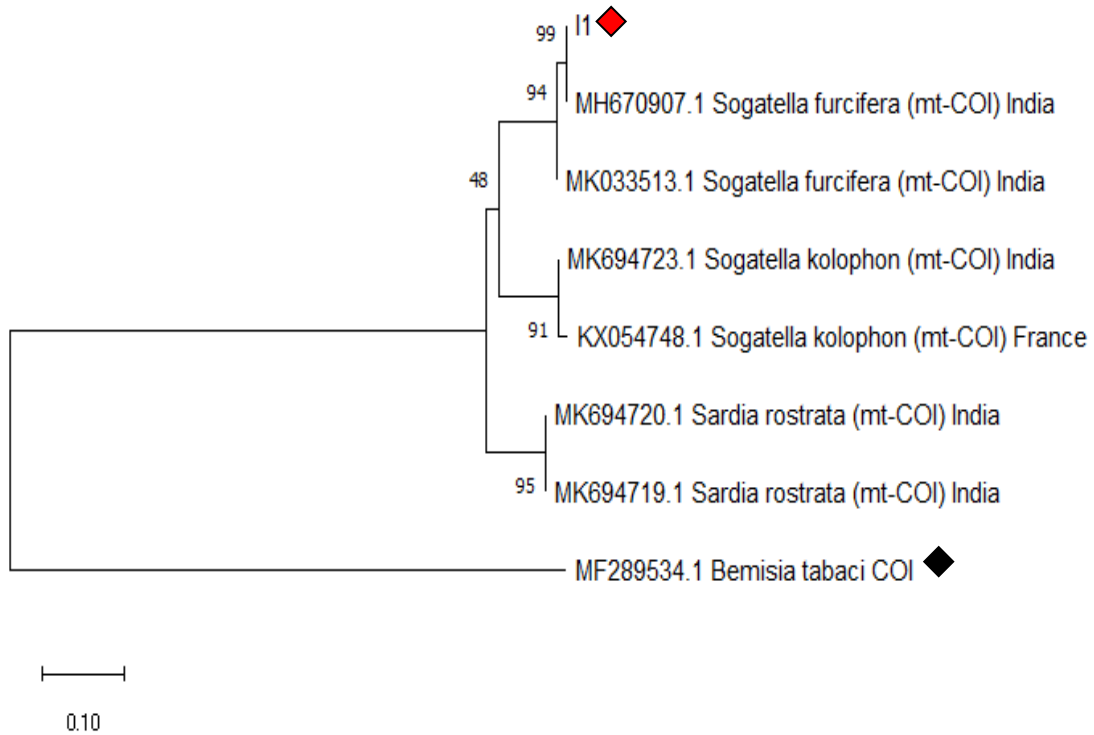 99
I1
94
MH670907.1 Sogatella furcifera (mt-COI) India
48
MK033513.1 Sogatella furcifera (mt-COI) India
MK694723.1 Sogatella kolophon (mt-COI) India
91
KX054748.1 Sogatella kolophon (mt-COI) France
MK694720.1 Sardia rostrata (mt-COI) India
95
MK694719.1 Sardia rostrata (mt-COI) India
MF289534.1 Bemisia tabaci COI
0.10